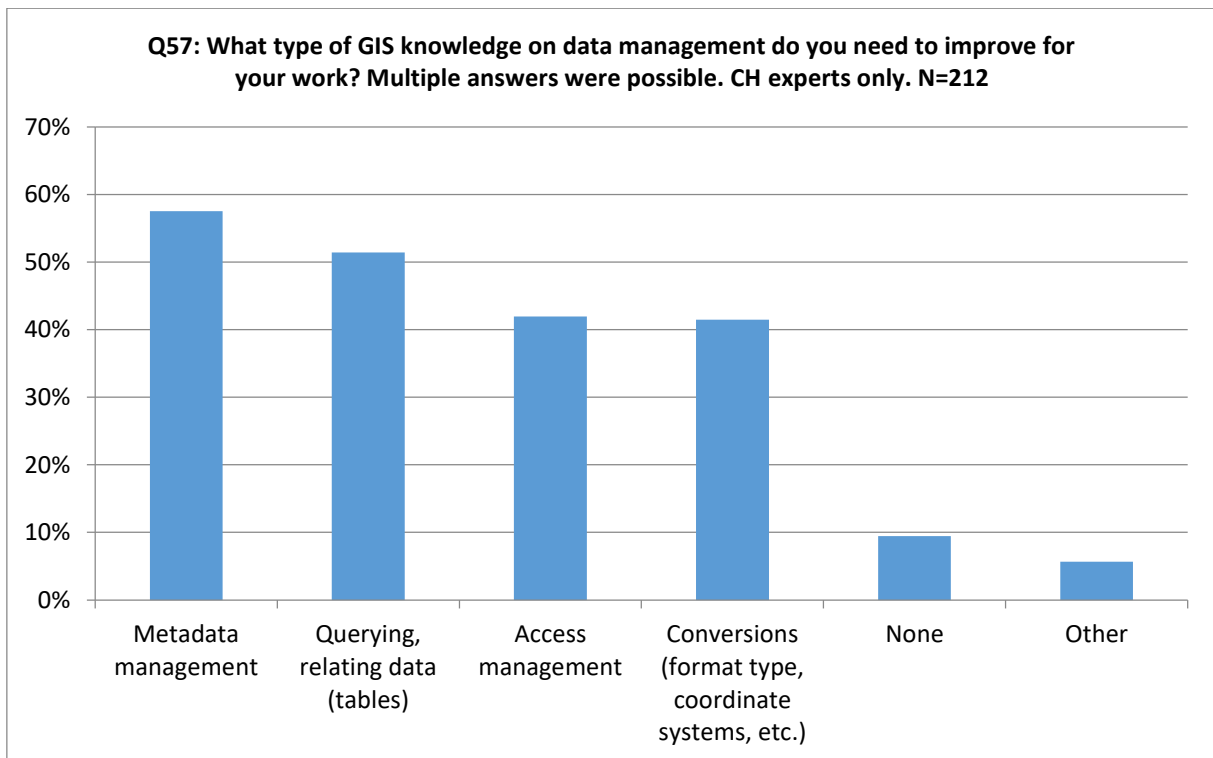 Q57: What type of GIS knowledge on data management do you need to improve for
your work? Multiple answers were possible. CH experts only. N=212
70%
60%
50%
40%
30%
20%
10%
0%
Metadata
management
Querying,
relating data
(tables)
Access
management
Conversions
(format type,
coordinate
systems, etc.)
None
Other